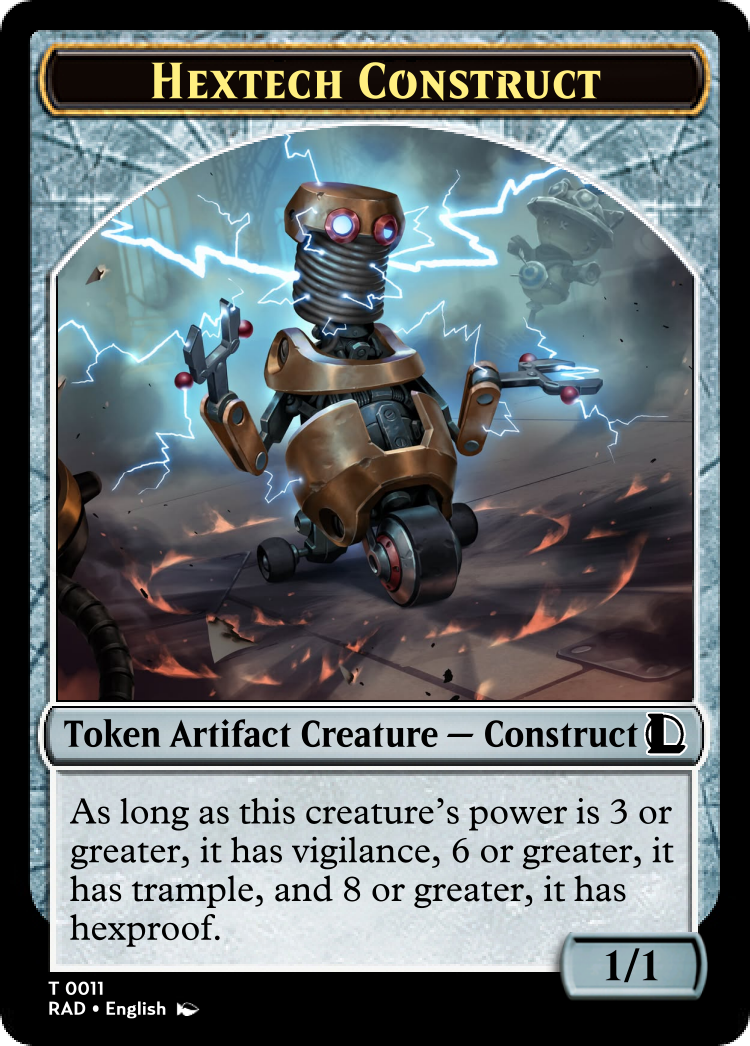 Hextech Construct
Token Artifact Creature — Construct
As long as this creature's power is 3 or
greater, it has vigilance, 6 or greater, it
has trample, and 8 or greater, it has
hexproof.
1/1
T 0011
RAD • English